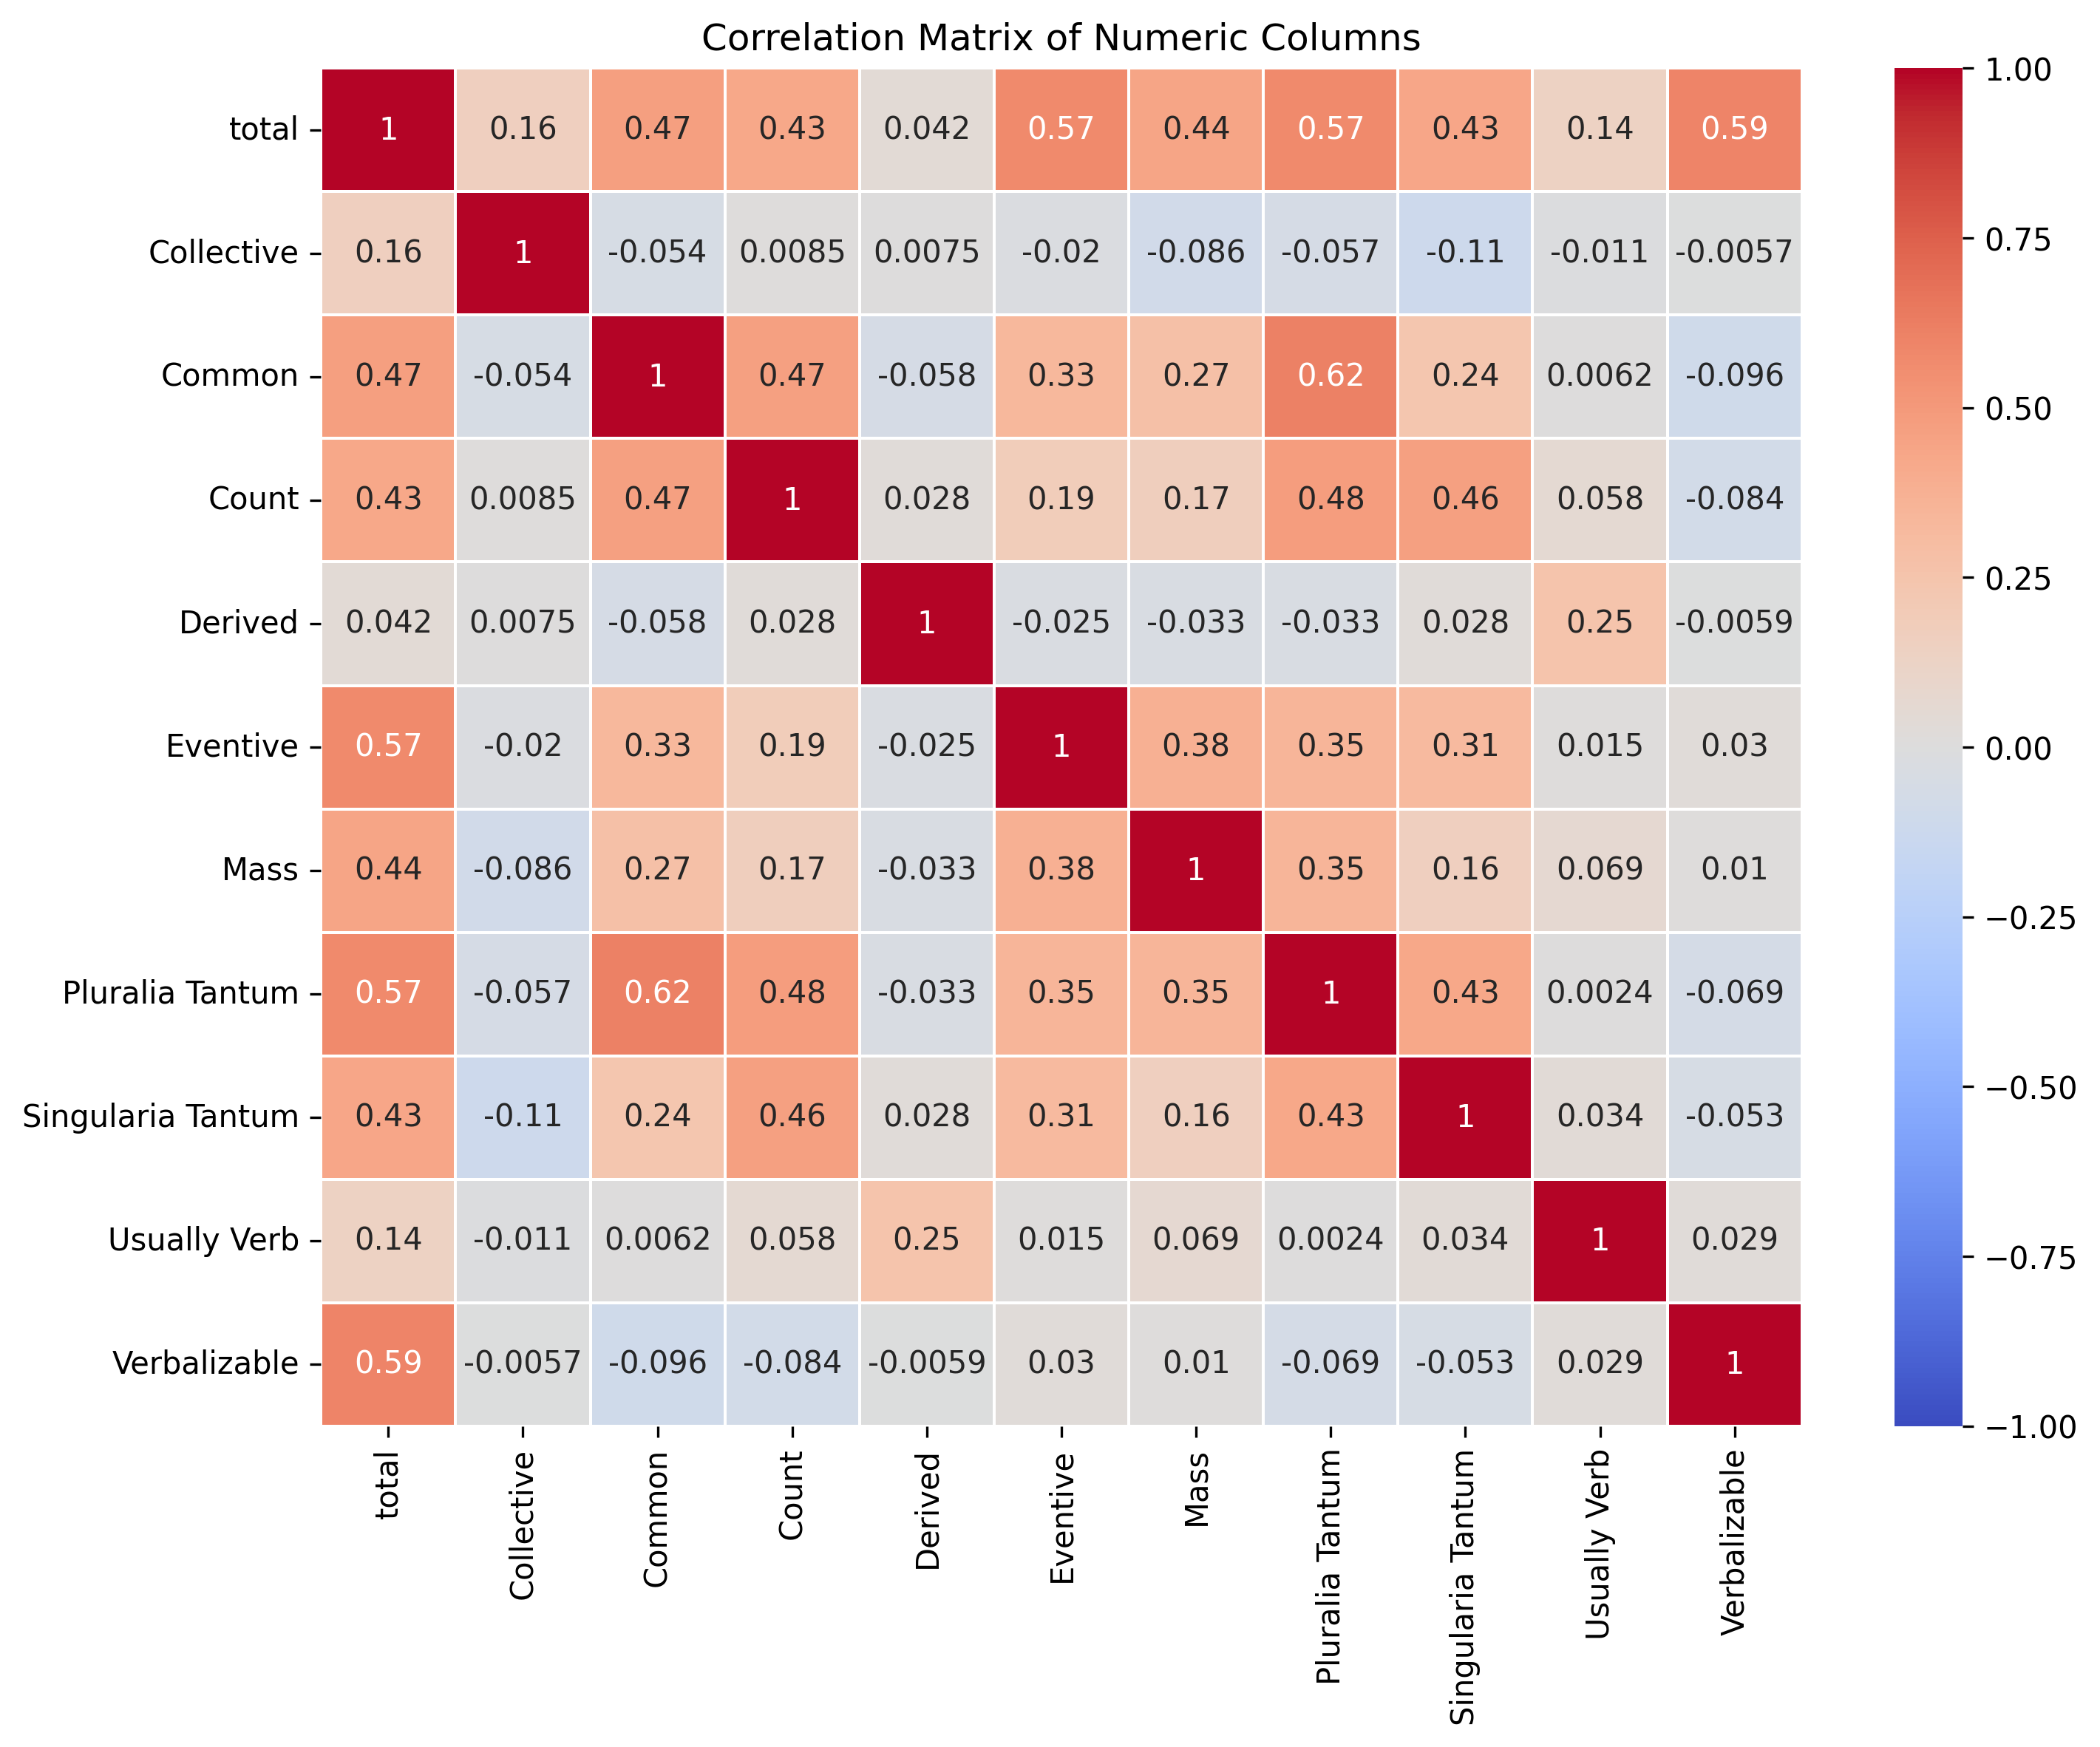 Correlation Matrix of Numeric Columns
total 1 0.16 0.47 0.43 0.042 0.57 0.44 0.57 0.43 0.14 0.59
Collective 0.16 1 -0.054 0.0085 0.0075 -0.02 -0.086 -0.057 -0.11 -0.011 -0.0057
Common 0.47 -0.054 1 0.47 -0.058 0.33 0.27 0.62 0.24 0.0062 -0.096
Count 0.43 0.0085 0.47 1 0.028 0.19 0.17 0.48 0.46 0.058 -0.084
Derived 0.042 0.0075 -0.058 0.028 1 -0.025 -0.033 -0.033 0.028 0.25 -0.0059
Eventive 0.57 -0.02 0.33 0.19 -0.025 1 0.38 0.35 0.31 0.015 0.03
Mass 0.44 -0.086 0.27 0.17 -0.033 0.38 1 0.35 0.16 0.069 0.01
Pluralia Tantum 0.57 -0.057 0.62 0.48 -0.033 0.35 0.35 1 0.43 0.0024 -0.069
Singularia Tantum 0.43 -0.11 0.24 0.46 0.028 0.31 0.16 0.43 1 0.034 -0.053
Usually Verb 0.14 -0.011 0.0062 0.058 0.25 0.015 0.069 0.0024 0.034 1 0.029
Verbalizable 0.59 -0.0057 -0.096 -0.084 -0.0059 0.03 0.01 -0.069 -0.053 0.029 1
total
Collective
Common
Count
Derived
Eventive
Mass
Pluralia Tantum
Singularia Tantum
Usually Verb
Verbalizable
1.00
0.75
0.50
0.25
0.00
−0.25
−0.50
−0.75
−1.00